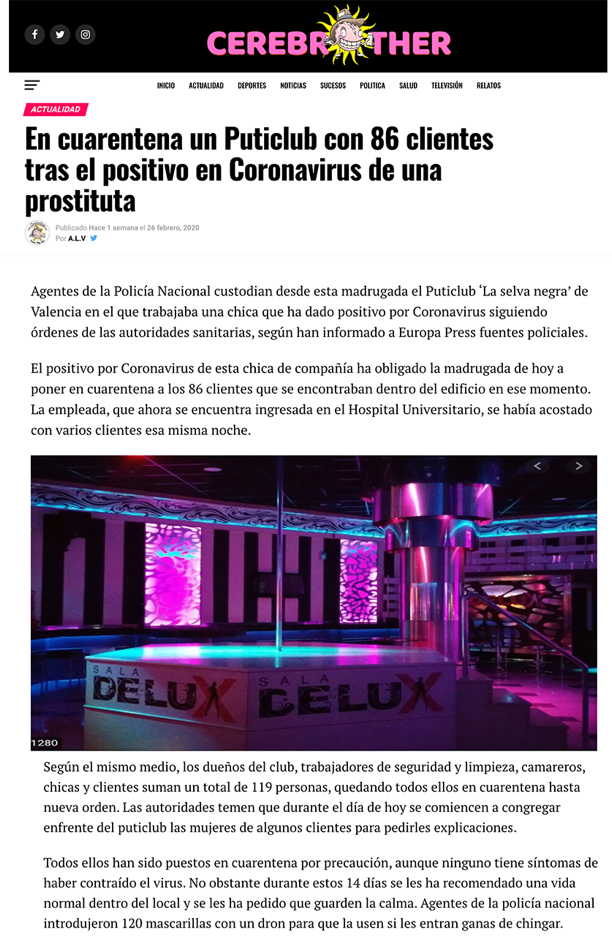 CEREBROTHER
INICIO ACTUALIDAD DEPORTES NOTICIAS SUCESOS POLITICA SALUD TELEVISIÓN RELATOS
ACTUALIDAD
En cuarentena un Puticlub con 86 clientes
tras el positivo en Coronavirus de una
prostituta
Publicado Hace 1 semana el 26 febrero, 2020
Por A.L.V
Agentes de la Policía Nacional custodian desde esta madrugada el Puticlub ‘La selva negra’ de
Valencia en el que trabajaba una chica que ha dado positivo por Coronavirus siguiendo
órdenes de las autoridades sanitarias, según han informado a Europa Press fuentes policiales.
El positivo por Coronavirus de esta chica de compañía ha obligado la madrugada de hoy a
poner en cuarentena a los 86 clientes que se encontraban dentro del edificio en ese momento.
La empleada, que ahora se encuentra ingresada en el Hospital Universitario, se había acostado
con varios clientes esa misma noche.
SALA SALA
DELUX DELUX
1280
Según el mismo medio, los dueños del club, trabajadores de seguridad y limpieza, camareros,
chicas y clientes suman un total de 119 personas, quedando todos ellos en cuarentena hasta
nueva orden. Las autoridades temen que durante el día de hoy se comiencen a congregar
enfrente del puticlub las mujeres de algunos clientes para pedirles explicaciones.
Todos ellos han sido puestos en cuarentena por precaución, aunque ninguno tiene síntomas de
haber contraído el virus. No obstante durante estos 14 días se les ha recomendado una vida
normal dentro del local y se les ha pedido que guarden la calma. Agentes de la policía nacional
introdujeron 120 mascarillas con un dron para que la usen si les entran ganas de chingar.